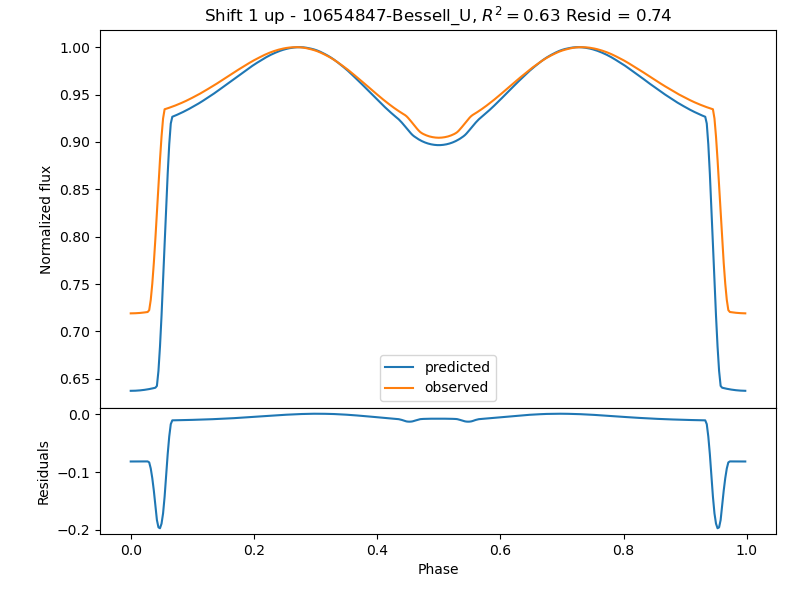 Shift 1 up - 10654847-Bessell_U, R² = 0.63 Resid = 0.74
Normalized flux
1.00
0.95
0.90
0.85
0.80
0.75
0.70
0.65
predicted
observed
Residuals
0.0
−0.1
−0.2
0.0 0.2 0.4 0.6 0.8 1.0
Phase